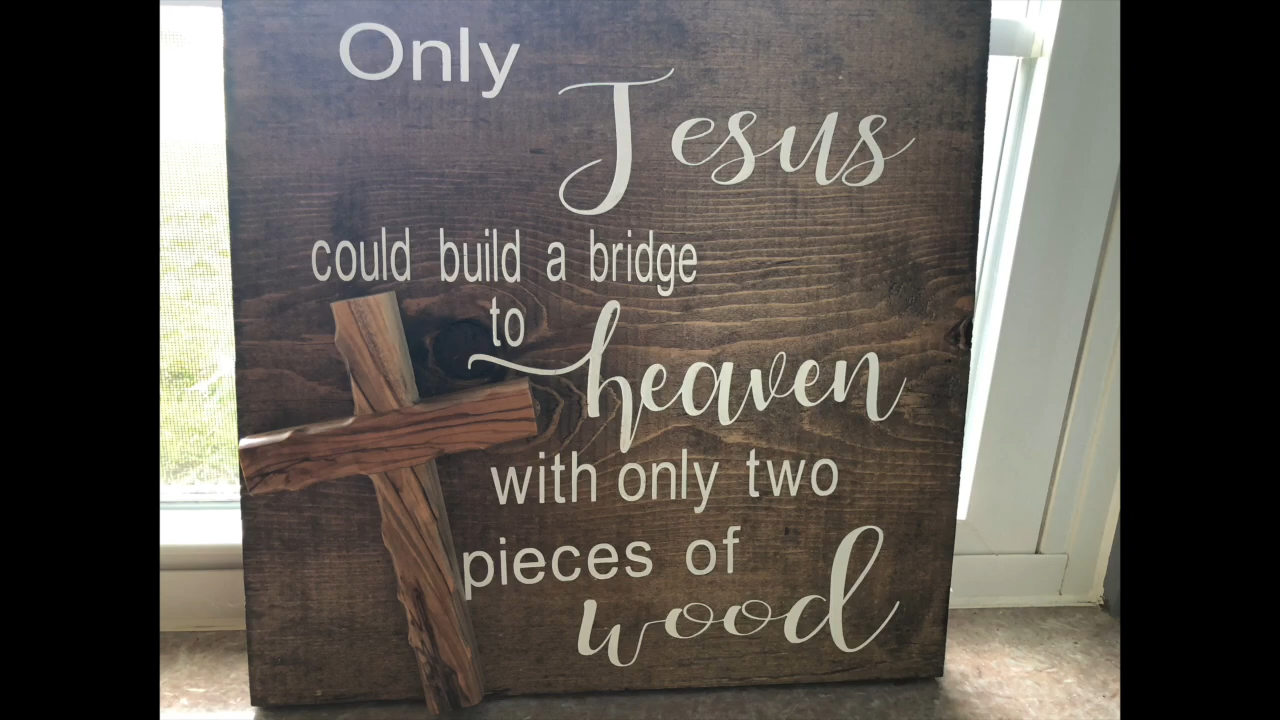 Only
Jesus
could build a bridge
to
heaven
with only two
pieces of
wood